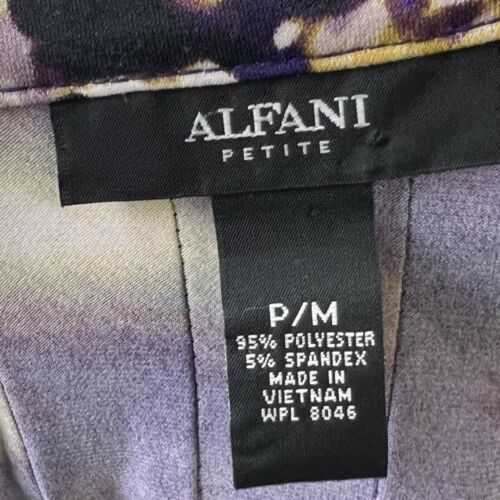 ALFANI
PETITE
P/M
95% POLYESTER
5% SPANDEX
MADE IN
VIETNAM
WPL 8046